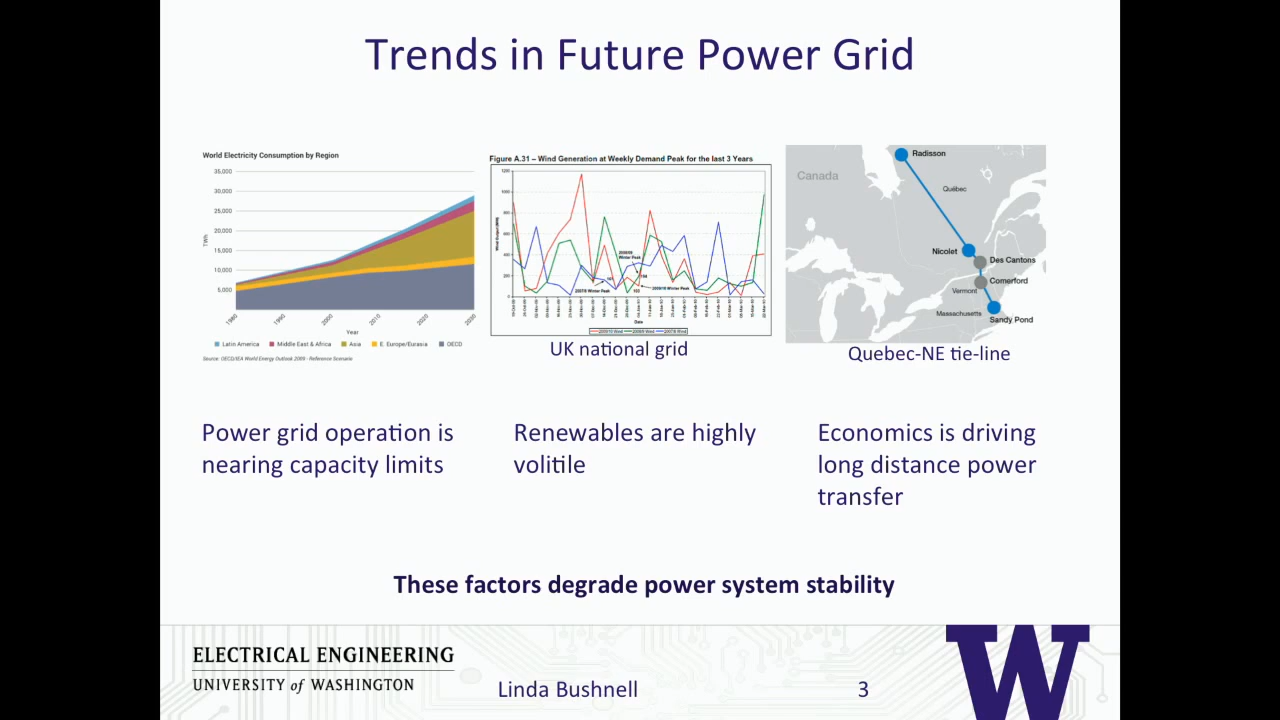 Trends in Future Power Grid
World Electricity Consumption by Region
35,000
30,000
25,000
20,000
15,000
10,000
5,000
TWh
1980
1990
2000
2010
2020
2030
Year
Latin America
Middle East & Africa
Asia
E. Europe/Eurasia
OECD
Source: OECD/IEA World Energy Outlook 2009 - Reference Scenario
Figure A.31 – Wind Generation at Weekly Demand Peak for the last 3 Years
UK national grid
Canada
Radisson
Québec
Nicolet
Des Cantons
Comerford
Vermont
Massachusetts
Sandy Pond
Quebec-NE tie-line
Power grid operation is
nearing capacity limits
Renewables are highly
volitile
Economics is driving
long distance power
transfer
These factors degrade power system stability
ELECTRICAL ENGINEERING
UNIVERSITY of WASHINGTON
Linda Bushnell
3
W